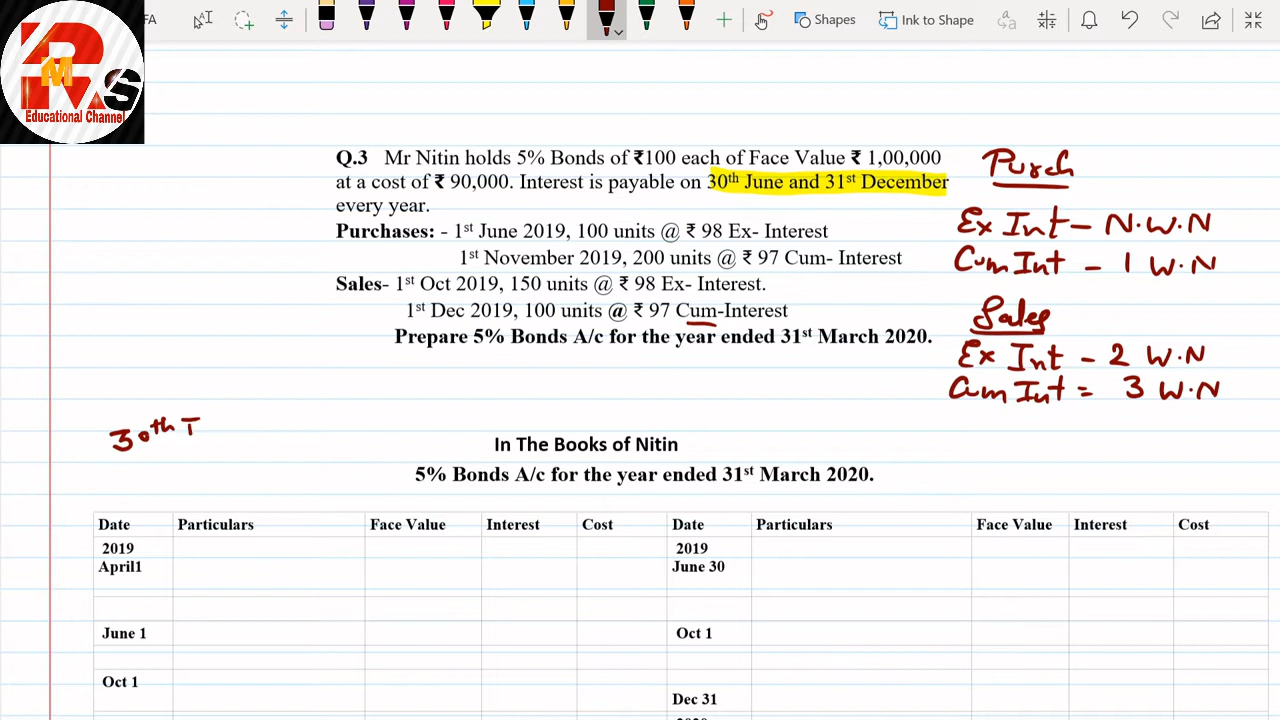 FA
Shapes
Ink to Shape
RMS
Educational Channel
Q.3 Mr Nitin holds 5% Bonds of ₹100 each of Face Value ₹ 1,00,000
at a cost of ₹ 90,000. Interest is payable on 30th June and 31st December
every year.
Purchases: - 1st June 2019, 100 units @ ₹ 98 Ex- Interest
1st November 2019, 200 units @ ₹ 97 Cum- Interest
Sales- 1st Oct 2019, 150 units @ ₹ 98 Ex- Interest.
1st Dec 2019, 100 units @ ₹ 97 Cum-Interest
Prepare 5% Bonds A/c for the year ended 31st March 2020.
Purch
Ex Int - N.W.N
Cum Int - 1 W.N
Sales
Ex Int - 2 W.N
Cum Int = 3 W.N
30th
In The Books of Nitin
5% Bonds A/c for the year ended 31st March 2020.
Date Particulars Face Value Interest Cost Date Particulars Face Value Interest Cost
2019 2019
April1 June 30
June 1 Oct 1
Oct 1
Dec 31